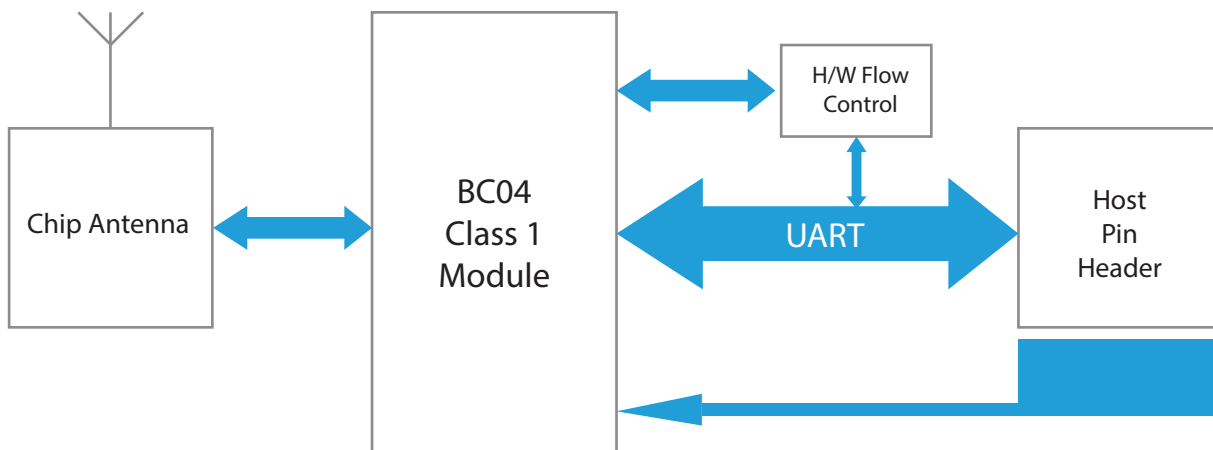 Chip Antenna
BC04
Class 1
Module
H/W Flow
Control
UART
Host
Pin
Header